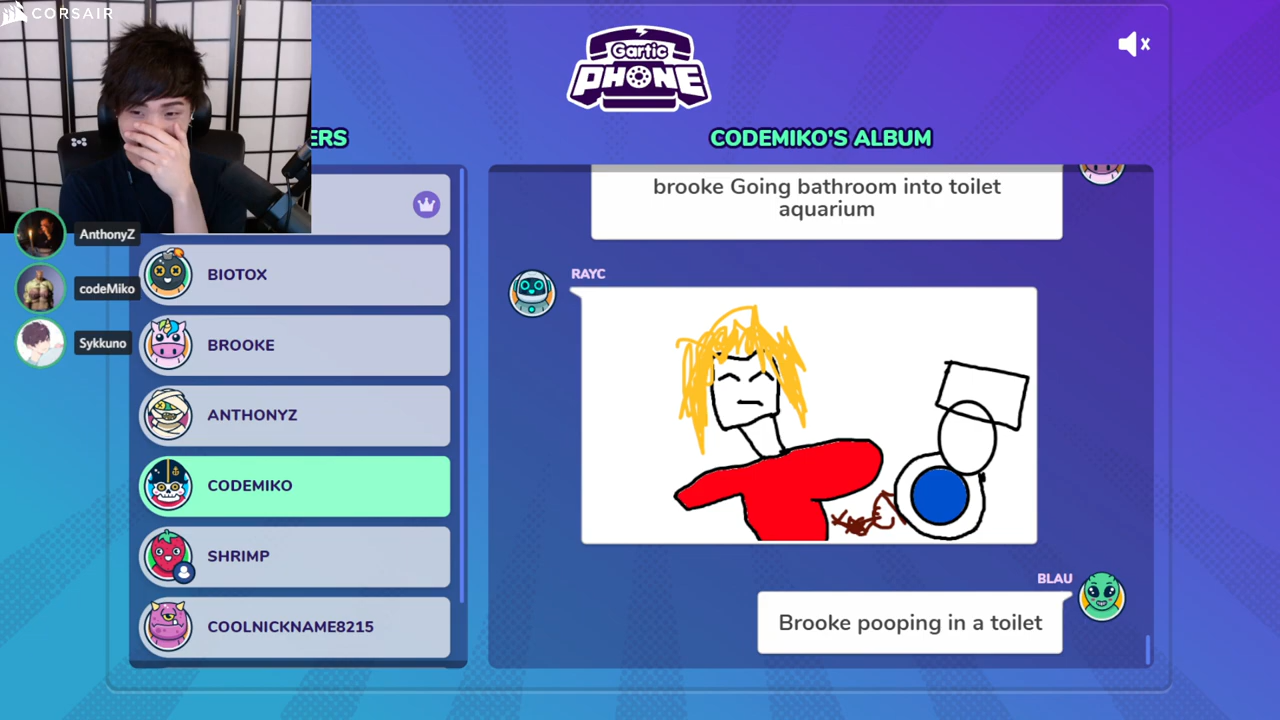 CORSAIR
Gartic
PHONE
ERS
CODEMIKO'S ALBUM
AnthonyZ
codeMiko
Sykkuno
BIOTOX
BROOKE
ANTHONYZ
CODEMIKO
SHRIMP
COOLNICKNAME8215
brooke Going bathroom into toilet
aquarium
RAYC
BLAU
Brooke pooping in a toilet